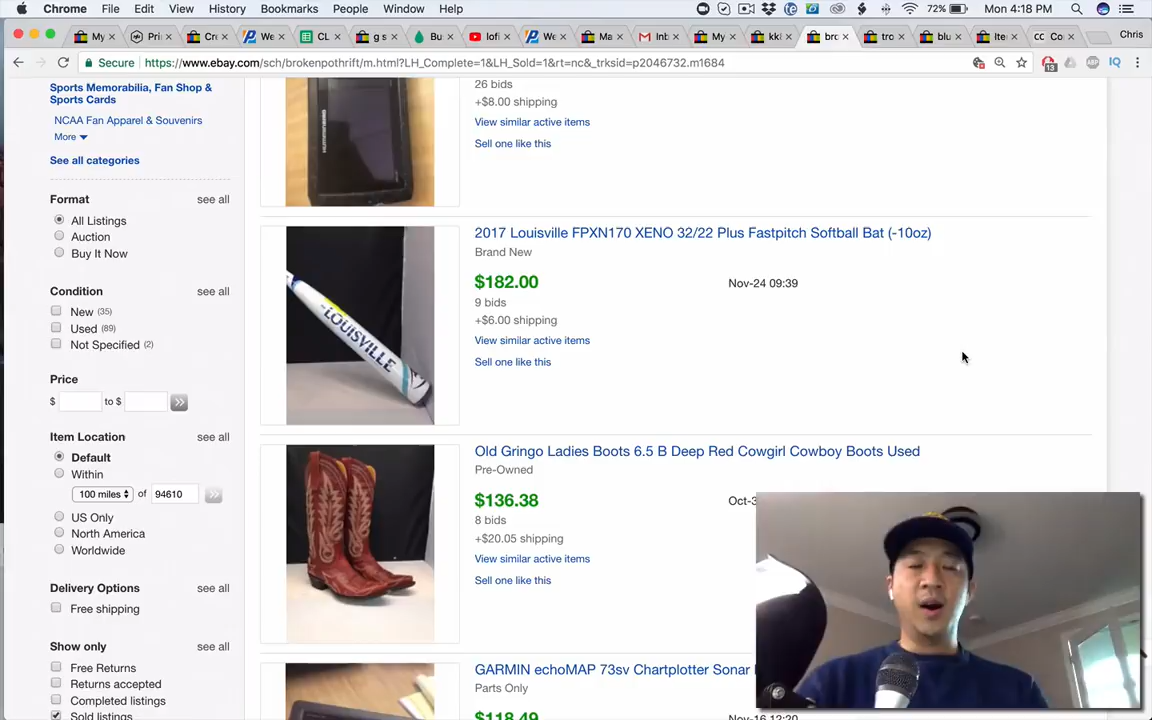 Chrome File Edit View History Bookmarks People Window Help 72% Mon 4:18 PM
My Pri Cre We CL g s Bu lofi We Ma Inb My kki bro tro blu Ite Co Chris
Secure https://www.ebay.com/sch/brokenpothrift/m.html?LH_Complete=1&LH_Sold=1&rt=nc&_trksid=p2046732.m1684 13 ABP IQ
Sports Memorabilia, Fan Shop &
Sports Cards
NCAA Fan Apparel & Souvenirs
More
See all categories
Format see all
All Listings
Auction
Buy It Now
Condition see all
New (35)
Used (89)
Not Specified (2)
Price
$ to $ >>
Item Location see all
Default
Within
100 miles of 94610 >>
US Only
North America
Worldwide
Delivery Options see all
Free shipping
Show only see all
Free Returns
Returns accepted
Completed listings
Sold listings
26 bids
+$8.00 shipping
View similar active items
Sell one like this
2017 Louisville FPXN170 XENO 32/22 Plus Fastpitch Softball Bat (-10oz)
Brand New
$182.00 Nov-24 09:39
9 bids
+$6.00 shipping
View similar active items
Sell one like this
LOUISVILLE
Old Gringo Ladies Boots 6.5 B Deep Red Cowgirl Cowboy Boots Used
Pre-Owned
$136.38 Oct-3
8 bids
+$20.05 shipping
View similar active items
Sell one like this
GARMIN echoMAP 73sv Chartplotter Sonar
Parts Only
$118.49 Nov-16 12:20